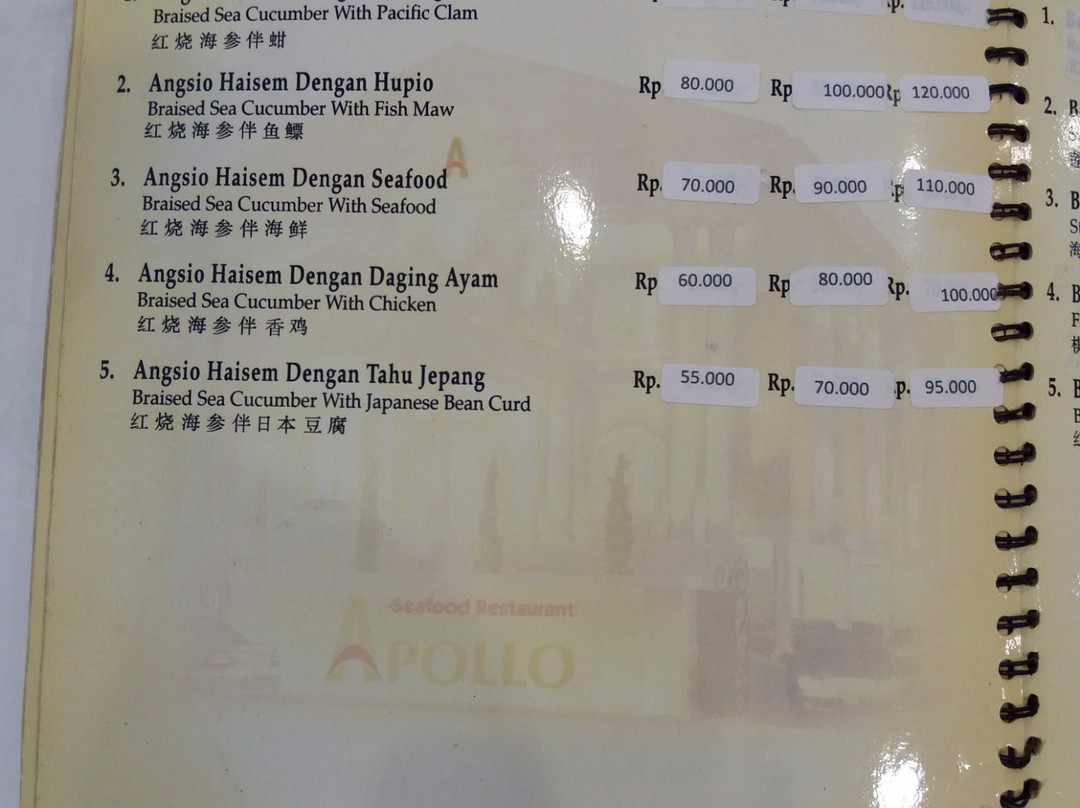 Braised Sea Cucumber With Pacific Clam
红烧海参伴蚶
2. Angsio Haisem Dengan Hupio Rp 80.000 Rp 100.000 Rp 120.000
Braised Sea Cucumber With Fish Maw
红烧海参伴鱼鳔
3. Angsio Haisem Dengan Seafood Rp. 70.000 Rp. 90.000 Rp 110.000
Braised Sea Cucumber With Seafood
红烧海参伴海鲜
4. Angsio Haisem Dengan Daging Ayam Rp 60.000 Rp 80.000 Rp. 100.000
Braised Sea Cucumber With Chicken
红烧海参伴香鸡
5. Angsio Haisem Dengan Tahu Jepang Rp. 55.000 Rp. 70.000 Rp. 95.000
Braised Sea Cucumber With Japanese Bean Curd
红烧海参伴日本豆腐
Seafood Restaurant
APOLLO
1.
2.
3.
4.
5.